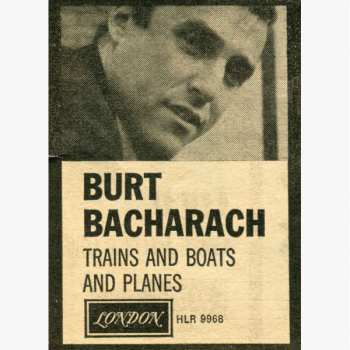 BURT
BACHARACH
TRAINS AND BOATS
AND PLANES
LONDON HLR 9968